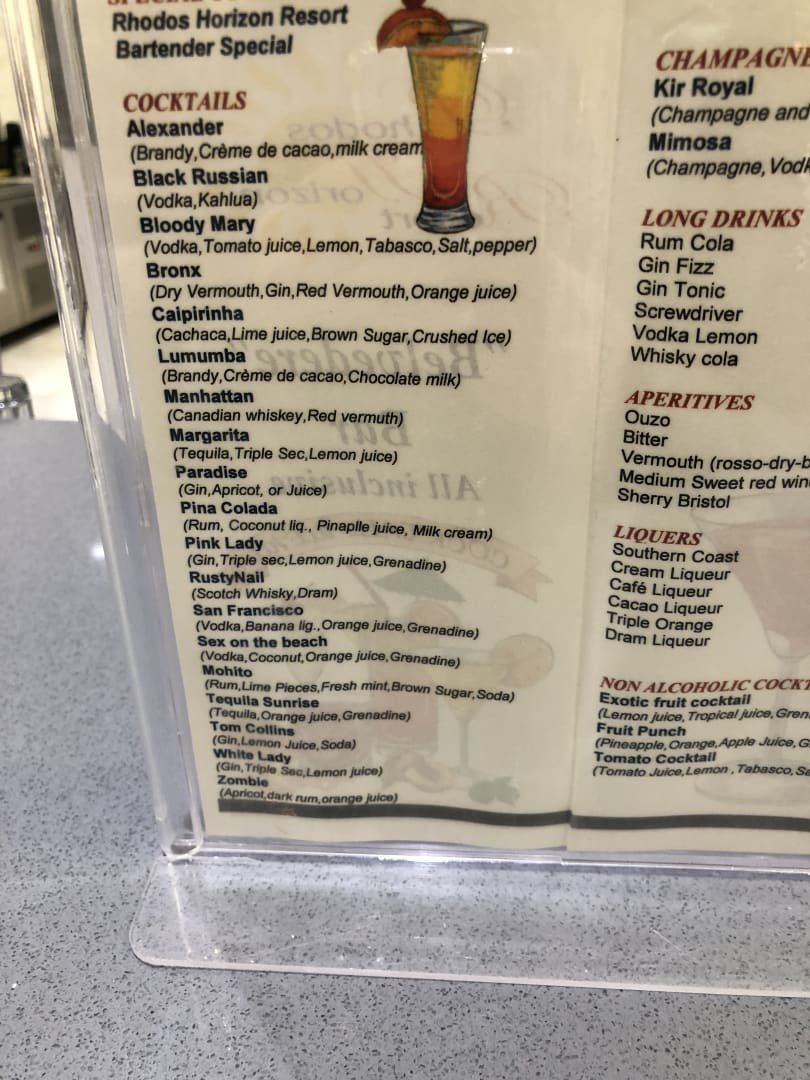 Rhodos Horizon Resort
Bartender Special
COCKTAILS
Alexander
(Brandy,Crème de cacao,milk cream
Black Russian
(Vodka,Kahlua)
Bloody Mary
(Vodka,Tomato juice,Lemon,Tabasco,Salt,pepper)
Bronx
(Dry Vermouth,Gin,Red Vermouth,Orange juice)
Caipirinha
(Cachaca,Lime juice,Brown Sugar,Crushed Ice)
Lumumba
(Brandy,Crème de cacao,Chocolate milk)
Manhattan
(Canadian whiskey,Red vermuth)
Margarita
(Tequila,Triple Sec,Lemon juice)
Paradise
(Gin,Apricot, or Juice)
Pina Colada
(Rum, Coconut liq., Pinaplle juice, Milk cream)
Pink Lady
(Gin,Triple sec,Lemon juice,Grenadine)
RustyNail
(Scotch Whisky,Dram)
San Francisco
(Vodka,Banana lig.,Orange juice,Grenadine)
Sex on the beach
(Vodka,Coconut,Orange juice,Grenadine)
Mohito
(Rum,Lime Pieces,Fresh mint,Brown Sugar,Soda)
Tequila Sunrise
(Tequila,Orange juice,Grenadine)
Tom Collins
(Gin,Lemon Juice,Soda)
White Lady
(Gin,Triple Sec,Lemon juice)
Zombie
(Apricot,dark rum,orange juice)
CHAMPAGNE
Kir Royal
(Champagne and
Mimosa
(Champagne, Vodk
LONG DRINKS
Rum Cola
Gin Fizz
Gin Tonic
Screwdriver
Vodka Lemon
Whisky cola
APERITIVES
Ouzo
Bitter
Vermouth (rosso-dry-b
Medium Sweet red win
Sherry Bristol
LIQUERS
Southern Coast
Cream Liqueur
Café Liqueur
Cacao Liqueur
Triple Orange
Dram Liqueur
NON ALCOHOLIC COCKT
Exotic fruit cocktail
(Lemon juice, Tropical juice, Gren
Fruit Punch
(Pineapple,Orange,Apple Juice, G
Tomato Cocktail
(Tomato Juice,Lemon , Tabasco, Sa